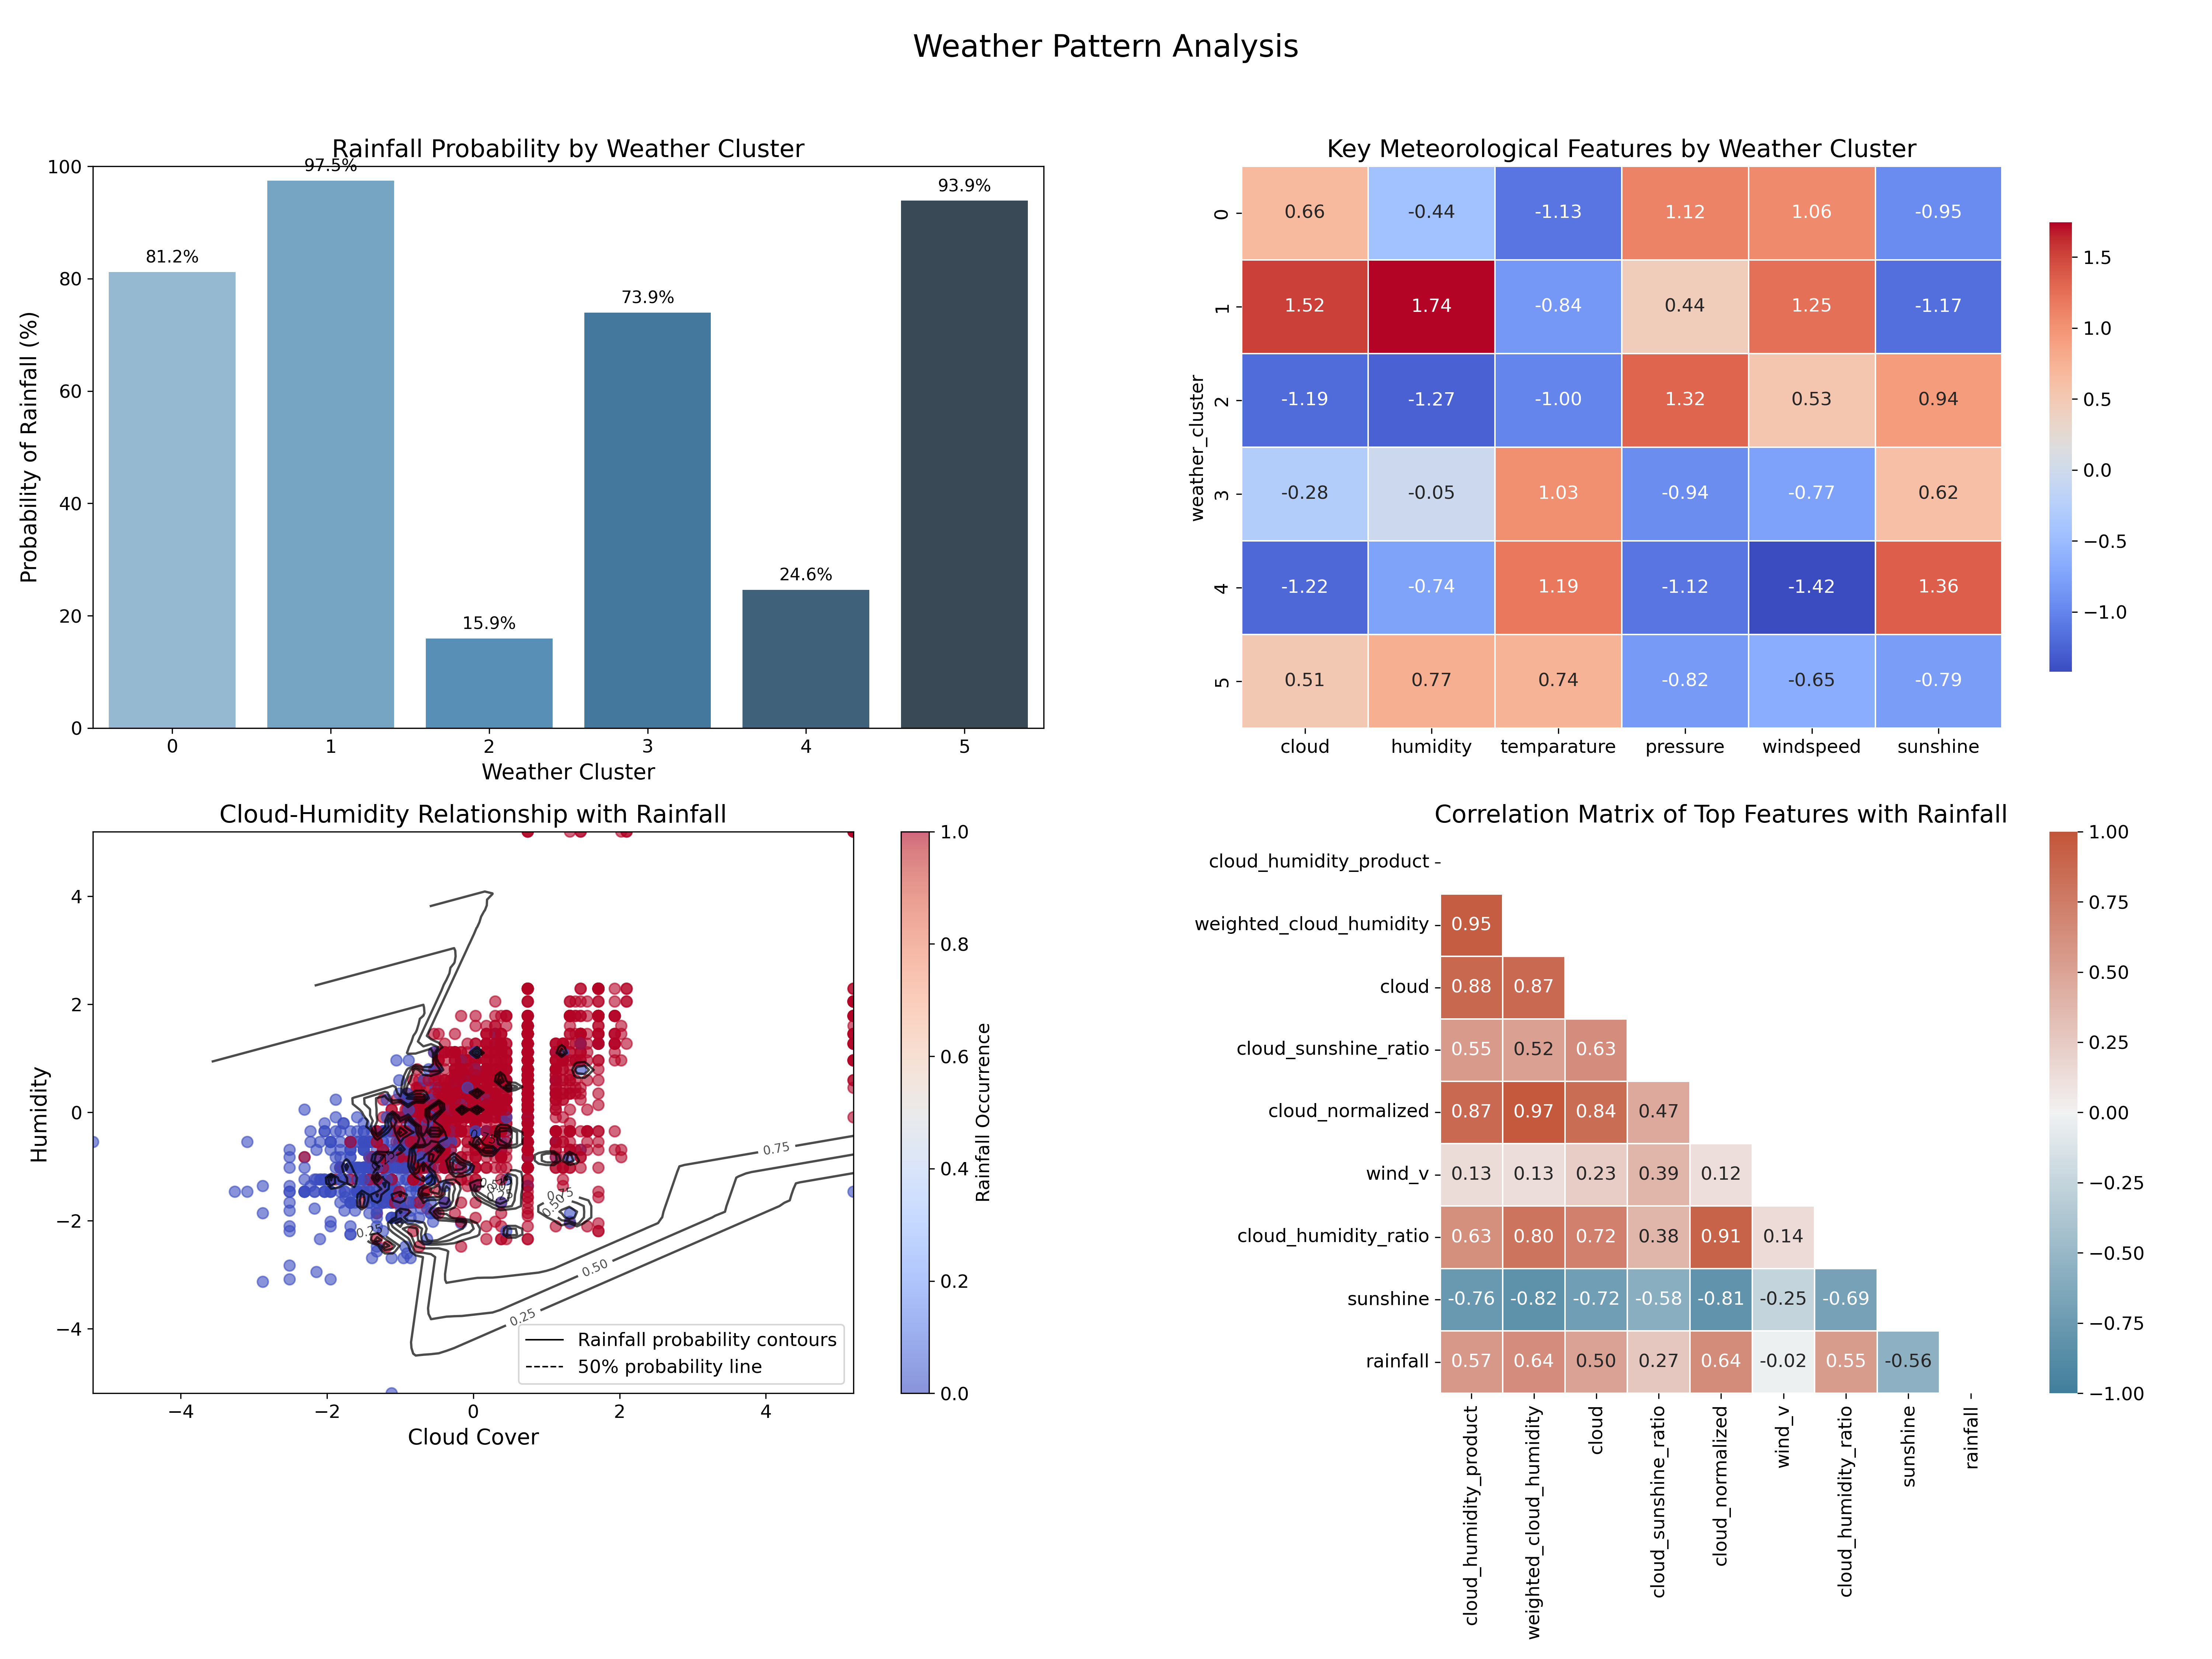 Weather Pattern Analysis
Rainfall Probability by Weather Cluster
Probability of Rainfall (%)
100
80
60
40
20
0
81.2%
97.5%
15.9%
73.9%
24.6%
93.9%
0 1 2 3 4 5
Weather Cluster
Key Meteorological Features by Weather Cluster
weather_cluster
0 0.66 -0.44 -1.13 1.12 1.06 -0.95
1 1.52 1.74 -0.84 0.44 1.25 -1.17
2 -1.19 -1.27 -1.00 1.32 0.53 0.94
3 -0.28 -0.05 1.03 -0.94 -0.77 0.62
4 -1.22 -0.74 1.19 -1.12 -1.42 1.36
5 0.51 0.77 0.74 -0.82 -0.65 -0.79
cloud humidity temparature pressure windspeed sunshine
1.5
1.0
0.5
0.0
−0.5
−1.0
Cloud-Humidity Relationship with Rainfall
Humidity
4
2
0
−2
−4
0.75
0.50
0.25
0.25
0.75
0.50
0.25
Rainfall probability contours
50% probability line
−4 −2 0 2 4
Cloud Cover
1.0
0.8
0.6
0.4
0.2
0.0
Rainfall Occurrence
Correlation Matrix of Top Features with Rainfall
cloud_humidity_product
weighted_cloud_humidity 0.95
cloud 0.88 0.87
cloud_sunshine_ratio 0.55 0.52 0.63
cloud_normalized 0.87 0.97 0.84 0.47
wind_v 0.13 0.13 0.23 0.39 0.12
cloud_humidity_ratio 0.63 0.80 0.72 0.38 0.91 0.14
sunshine -0.76 -0.82 -0.72 -0.58 -0.81 -0.25 -0.69
rainfall 0.57 0.64 0.50 0.27 0.64 -0.02 0.55 -0.56
cloud_humidity_product
weighted_cloud_humidity
cloud
cloud_sunshine_ratio
cloud_normalized
wind_v
cloud_humidity_ratio
sunshine
rainfall
1.00
0.75
0.50
0.25
0.00
−0.25
−0.50
−0.75
−1.00